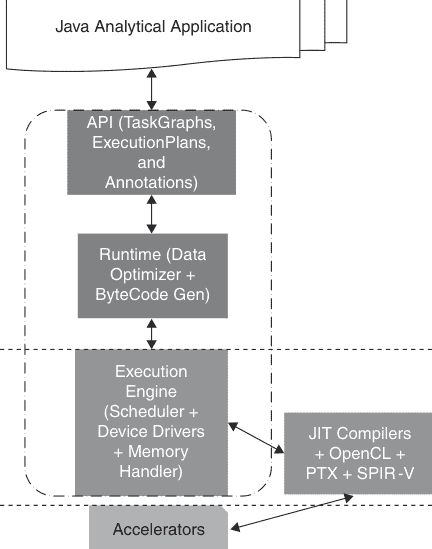 Java Analytical Application
API (TaskGraphs,
ExecutionPlans,
and
Annotations)
Runtime (Data
Optimizer +
ByteCode Gen)
Execution
Engine
(Scheduler +
Device Drivers
+ Memory
Handler)
JIT Compilers
+ OpenCL +
PTX + SPIR-V
Accelerators